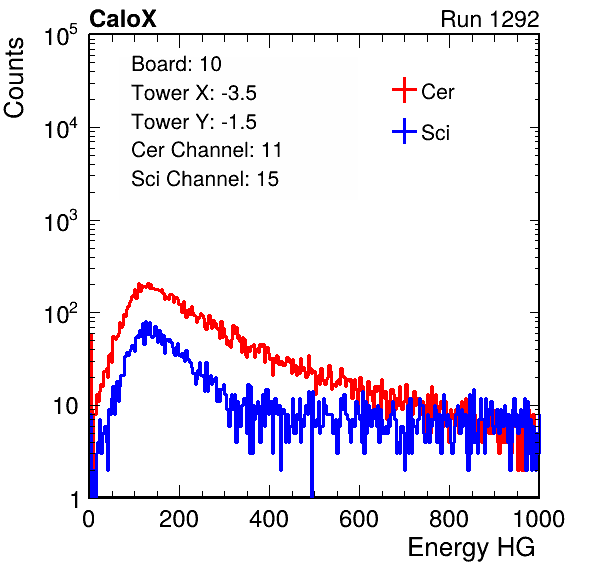 CaloX Run 1292
Counts
Board: 10
Tower X: -3.5
Tower Y: -1.5
Cer Channel: 11
Sci Channel: 15
Cer
Sci
10^5
10^4
10^3
10^2
10
1
0 200 400 600 800 1000
Energy HG